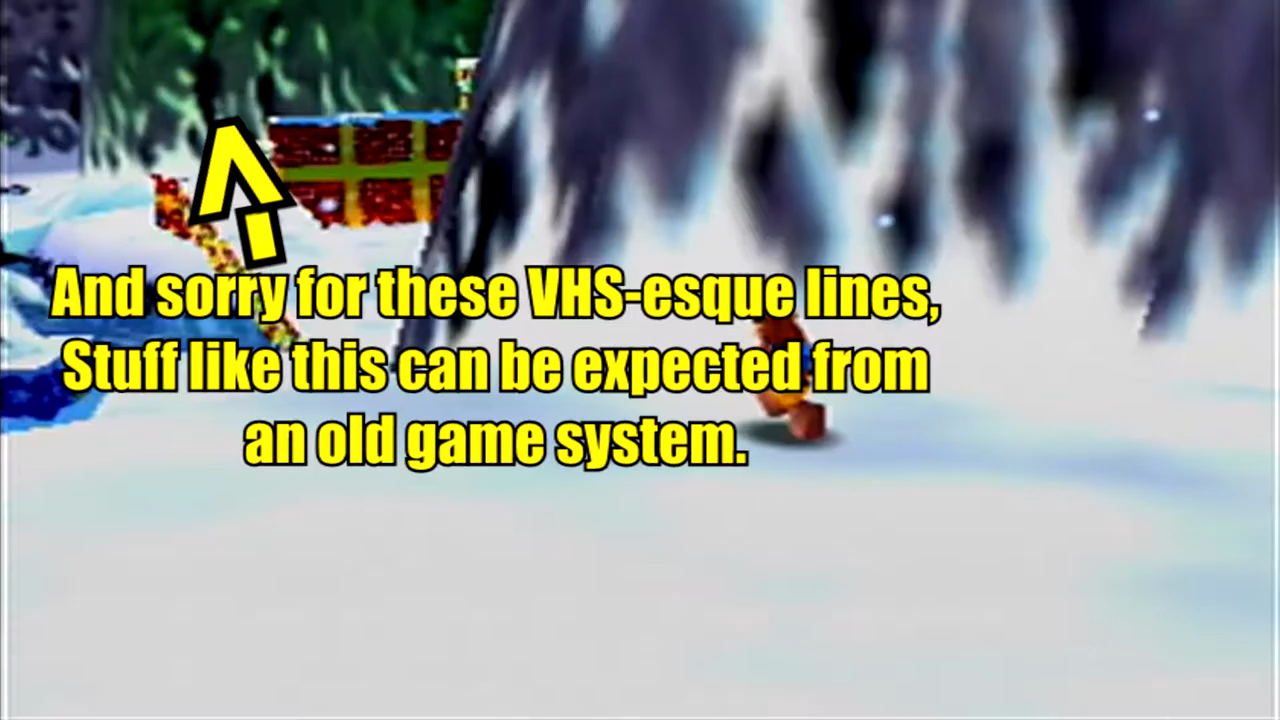 And sorry for these VHS-esque lines,
Stuff like this can be expected from
an old game system.